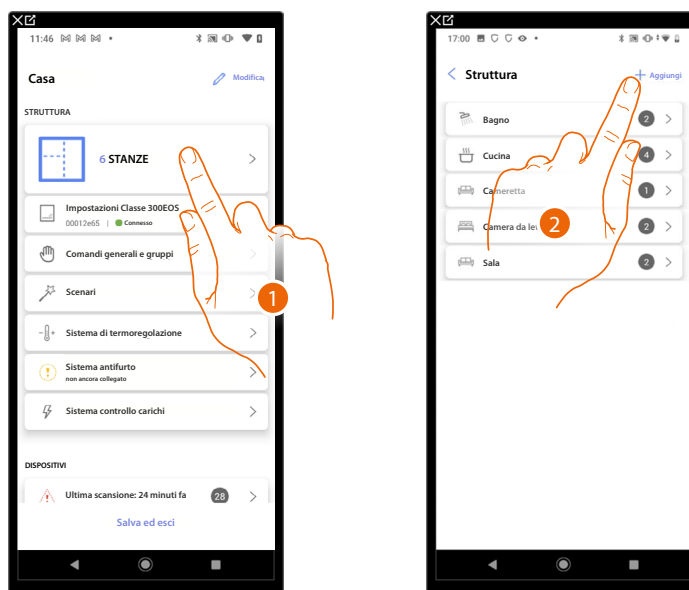 11:46
Casa
Modifica
STRUTTURA
6 STANZE
Impostazioni Classe 300EOS
00012e65 | Connesso
Comandi generali e gruppi
Scenari
1
Sistema di termoregolazione
Sistema antifurto
non ancora collegato
Sistema controllo carichi
DISPOSITIVI
Ultima scansione: 24 minuti fa
28
Salva ed esci
17:00
Struttura
Aggiungi
Bagno
2
Cucina
4
Cameretta
1
Camera da le
2
2
Sala
2